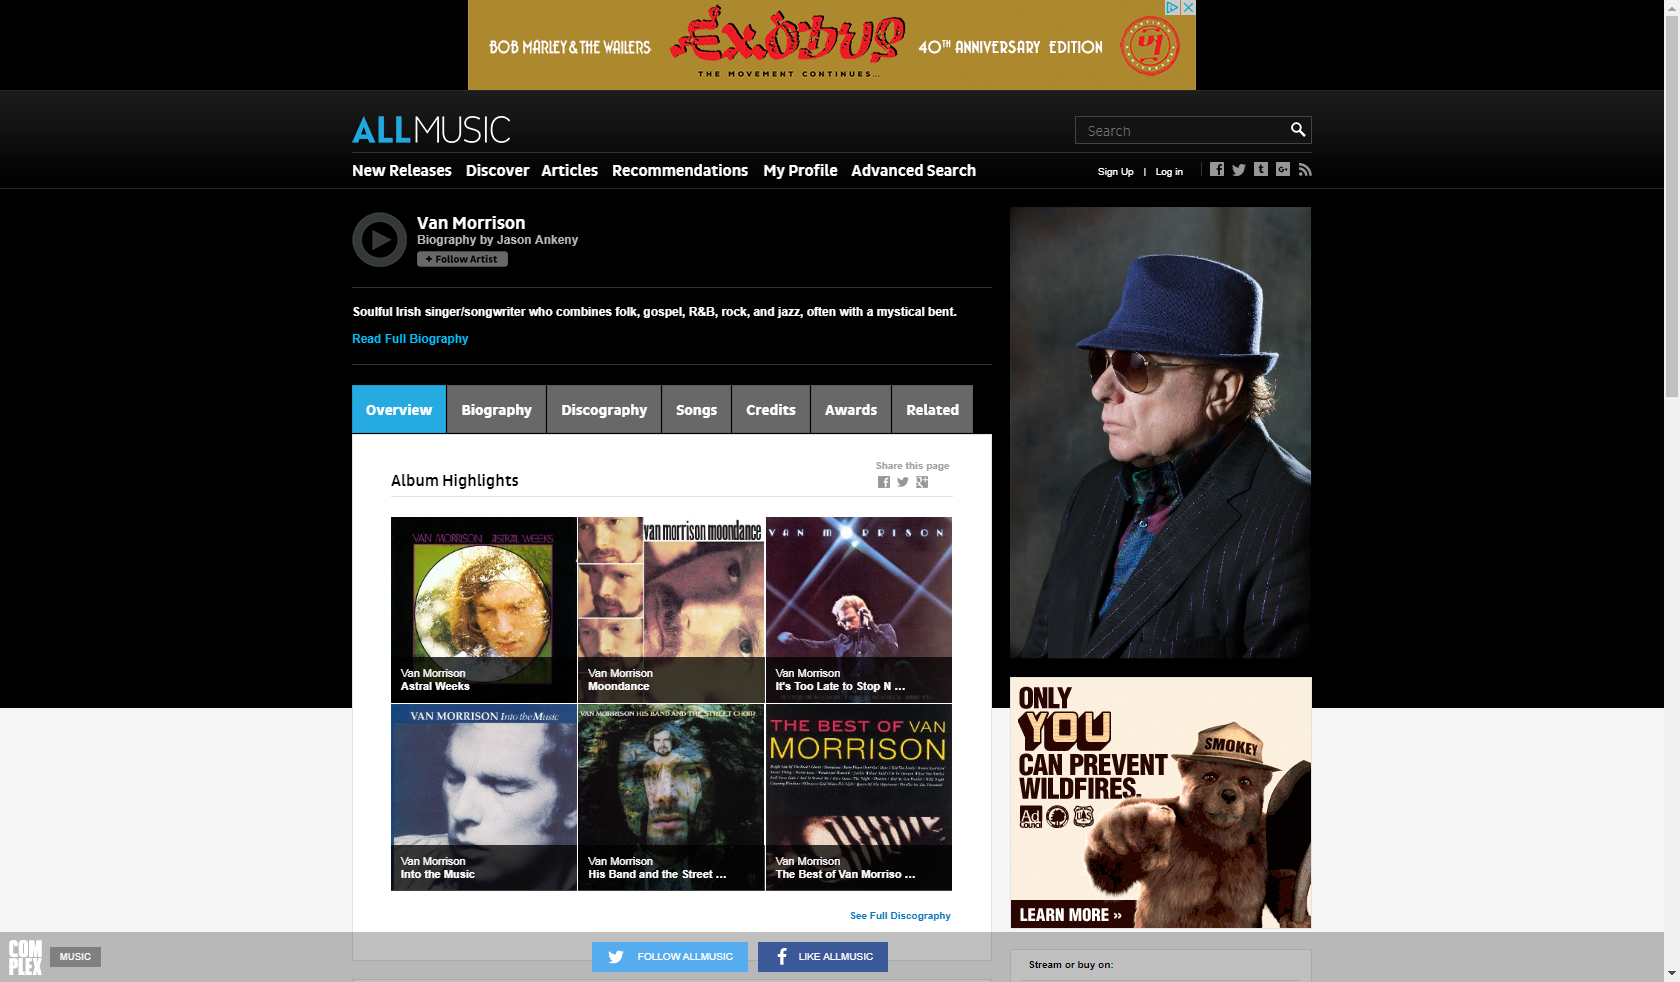 BOB MARLEY & THE WAILERS
Exodus
THE MOVEMENT CONTINUES...
40TH ANNIVERSARY EDITION
ALLMUSIC
Search
New Releases Discover Articles Recommendations My Profile Advanced Search
Sign Up | Log in
Van Morrison
Biography by Jason Ankeny
+ Follow Artist
Soulful Irish singer/songwriter who combines folk, gospel, R&B, rock, and jazz, often with a mystical bent.
Read Full Biography
Overview Biography Discography Songs Credits Awards Related
Share this page
Album Highlights
VAN MORRISON ASTRAL WEEKS
Van Morrison
Astral Weeks
van morrison moondance
Van Morrison
Moondance
VAN MORRISON
Van Morrison
It's Too Late to Stop N ...
VAN MORRISON Into the Music
Van Morrison
Into the Music
VAN MORRISON HIS BAND AND THE STREET CHOIR
Van Morrison
His Band and the Street ...
THE BEST OF VAN
MORRISON
Van Morrison
The Best of Van Morriso ...
See Full Discography
ONLY
YOU
CAN PREVENT
WILDFIRES.
SMOKEY
Ad
COUNCIL
US
LEARN MORE »
Stream or buy on:
COM
PLEX
MUSIC
FOLLOW ALLMUSIC
LIKE ALLMUSIC